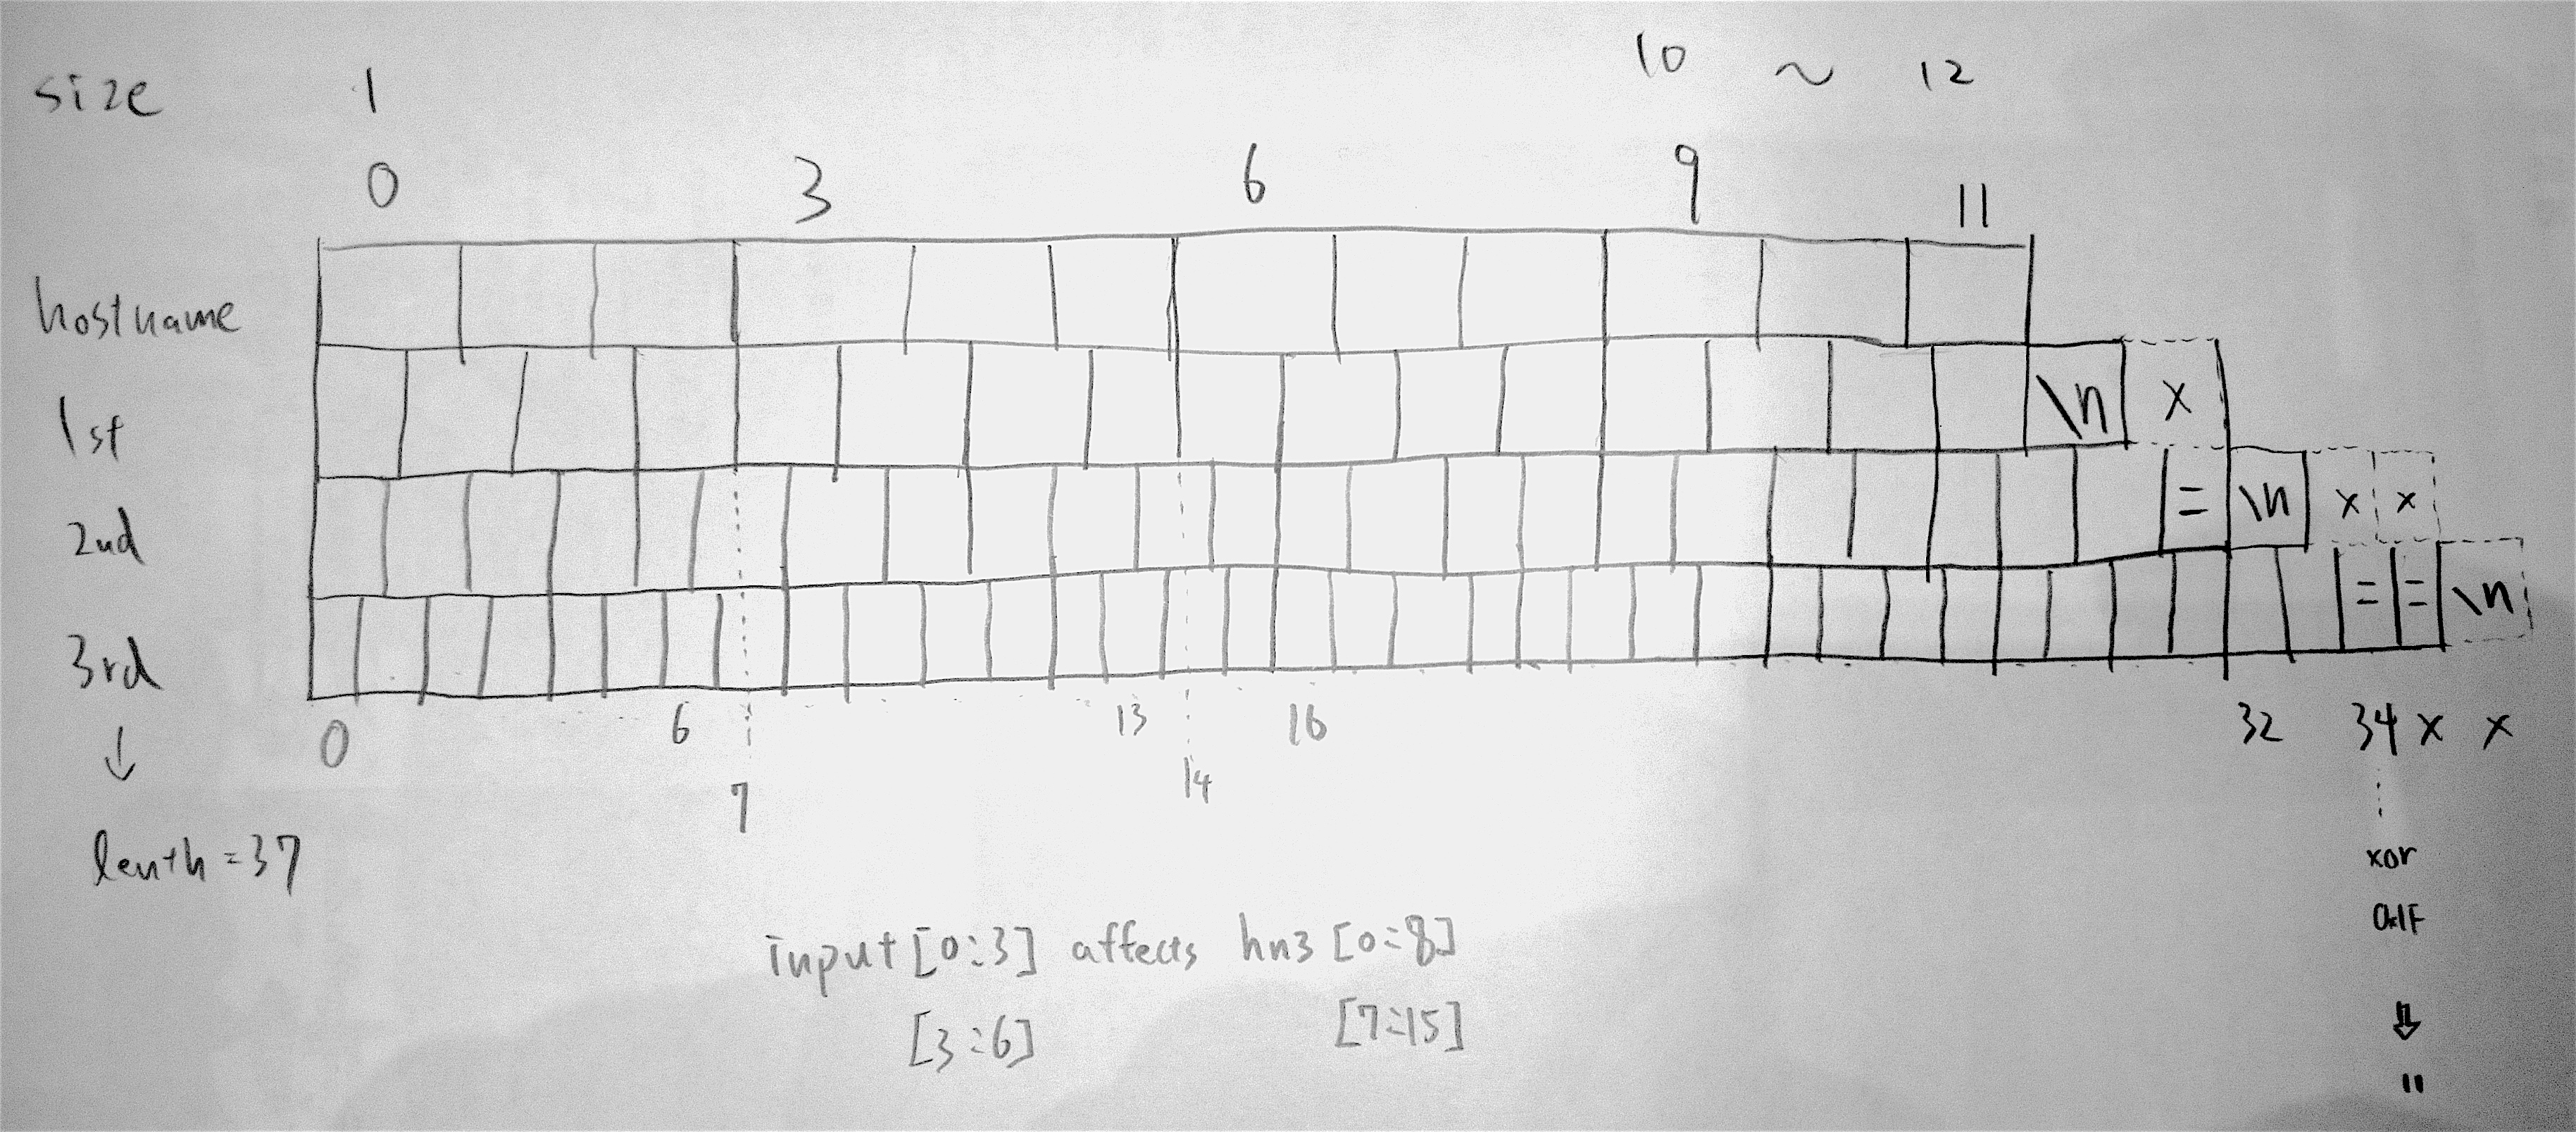 size 1 10 ~ 12
0 3 6 9 11
hostname
1st \n x
2nd = \n x x
3rd = = \n
0 6 13 16 32 34 x x
↓ 7 14
lenth=37
xor
0x1F
input[0:3] affects hn3[0:8]
[3:6] [7:15]
⇓
"